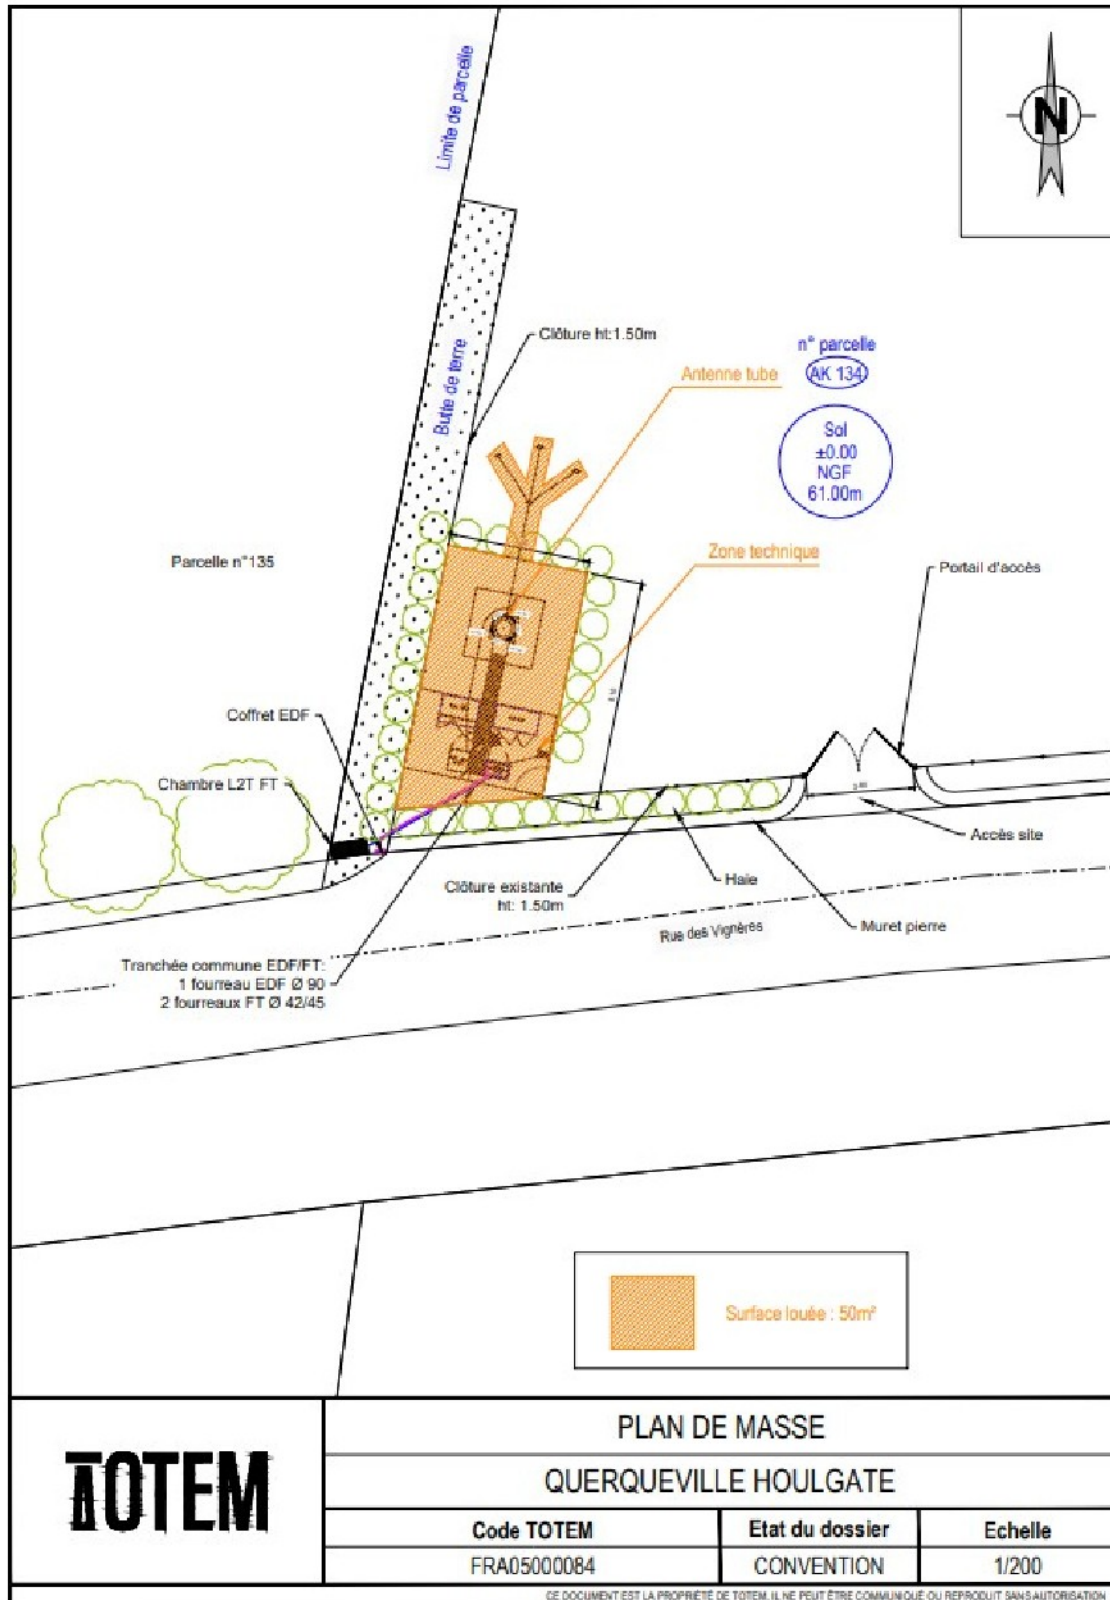 N
Limite de parcelle
Clôture ht:1.50m
Butte de terre
n° parcelle
AK 134
Antenne tube
Sol
±0.00
NGF
61.00m
Zone technique
Parcelle n°135
Portail d'accès
Coffret EDF
Chambre L2T FT
Accès site
Clôture existante
ht: 1.50m
Haie
Muret pierre
Rue des Vignères
Tranchée commune EDF/FT:
1 fourreau EDF Ø 90
2 fourreaux FT Ø 42/45
Surface louée : 50m²
TOTEM
PLAN DE MASSE
QUERQUEVILLE HOULGATE
Code TOTEM
Etat du dossier
Echelle
FRA05000084
CONVENTION
1/200
CE DOCUMENT EST LA PROPRIÉTÉ DE TOTEM. IL NE PEUT ÊTRE COMMUNIQUÉ OU REPRODUIT SANS AUTORISATION